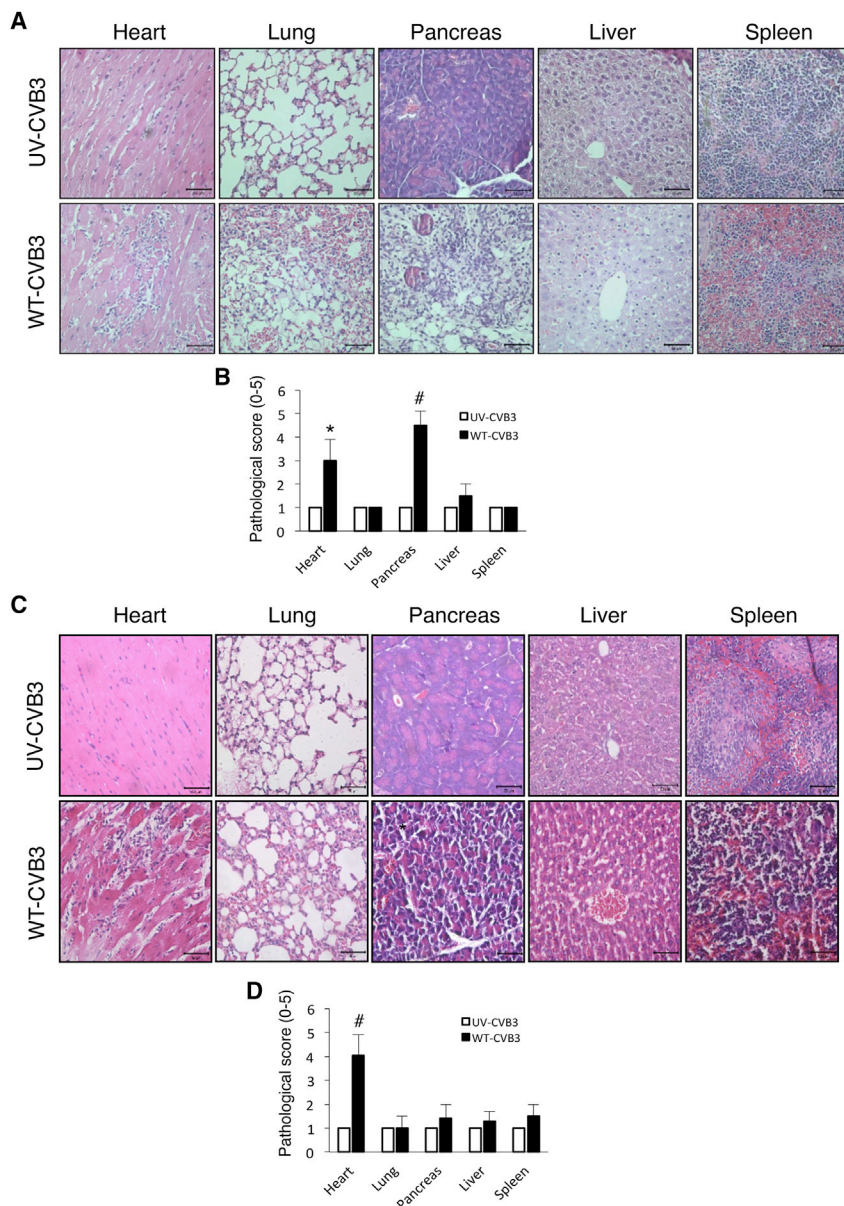 A
Heart Lung Pancreas Liver Spleen
UV-CVB3
WT-CVB3
B
Pathological score (0-5)
6
5
4
3
2
1
0
*
#
UV-CVB3
WT-CVB3
Heart Lung Pancreas Liver Spleen
C
Heart Lung Pancreas Liver Spleen
UV-CVB3
WT-CVB3
*
D
Pathological score (0-5)
6
5
4
3
2
1
0
#
UV-CVB3
WT-CVB3
Heart Lung Pancreas Liver Spleen